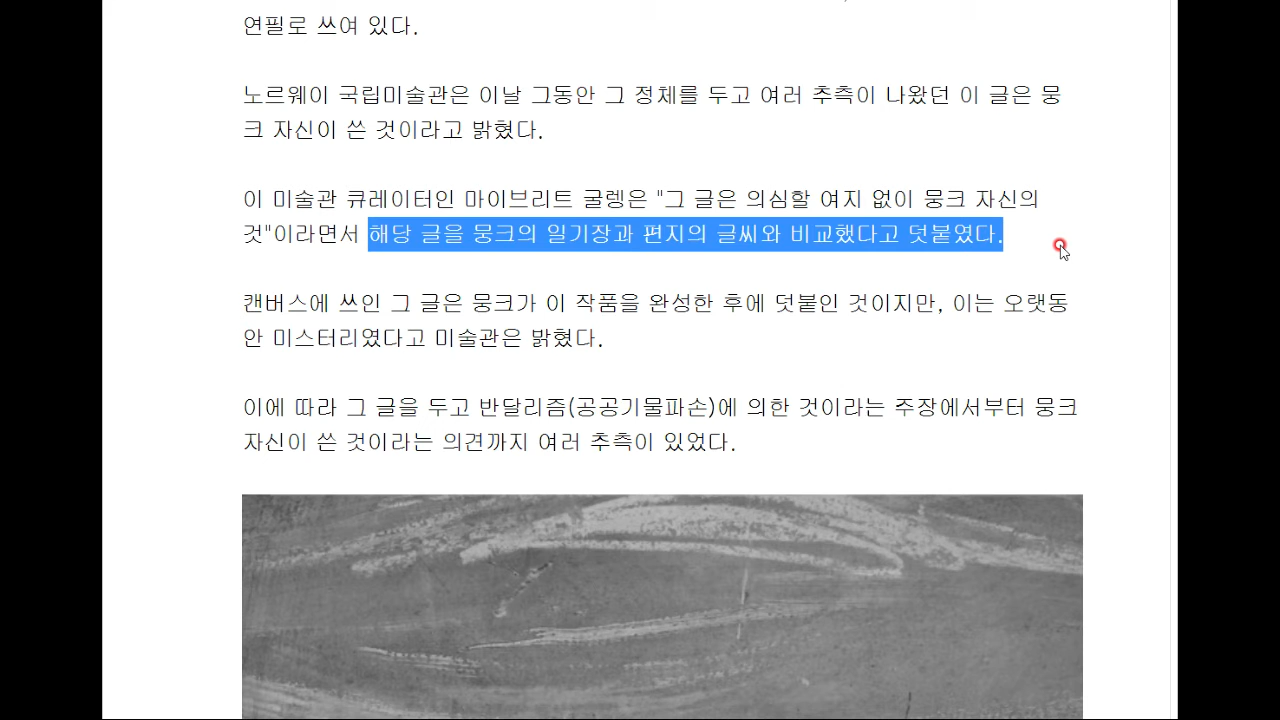 연필로 쓰여 있다.
노르웨이 국립미술관은 이날 그동안 그 정체를 두고 여러 추측이 나왔던 이 글은 뭉
크 자신이 쓴 것이라고 밝혔다.
이 미술관 큐레이터인 마이브리트 굴렝은 "그 글은 의심할 여지 없이 뭉크 자신의
것"이라면서 해당 글을 뭉크의 일기장과 편지의 글씨와 비교했다고 덧붙였다.
캔버스에 쓰인 그 글은 뭉크가 이 작품을 완성한 후에 덧붙인 것이지만, 이는 오랫동
안 미스터리였다고 미술관은 밝혔다.
이에 따라 그 글을 두고 반달리즘(공공기물파손)에 의한 것이라는 주장에서부터 뭉크
자신이 쓴 것이라는 의견까지 여러 추측이 있었다.